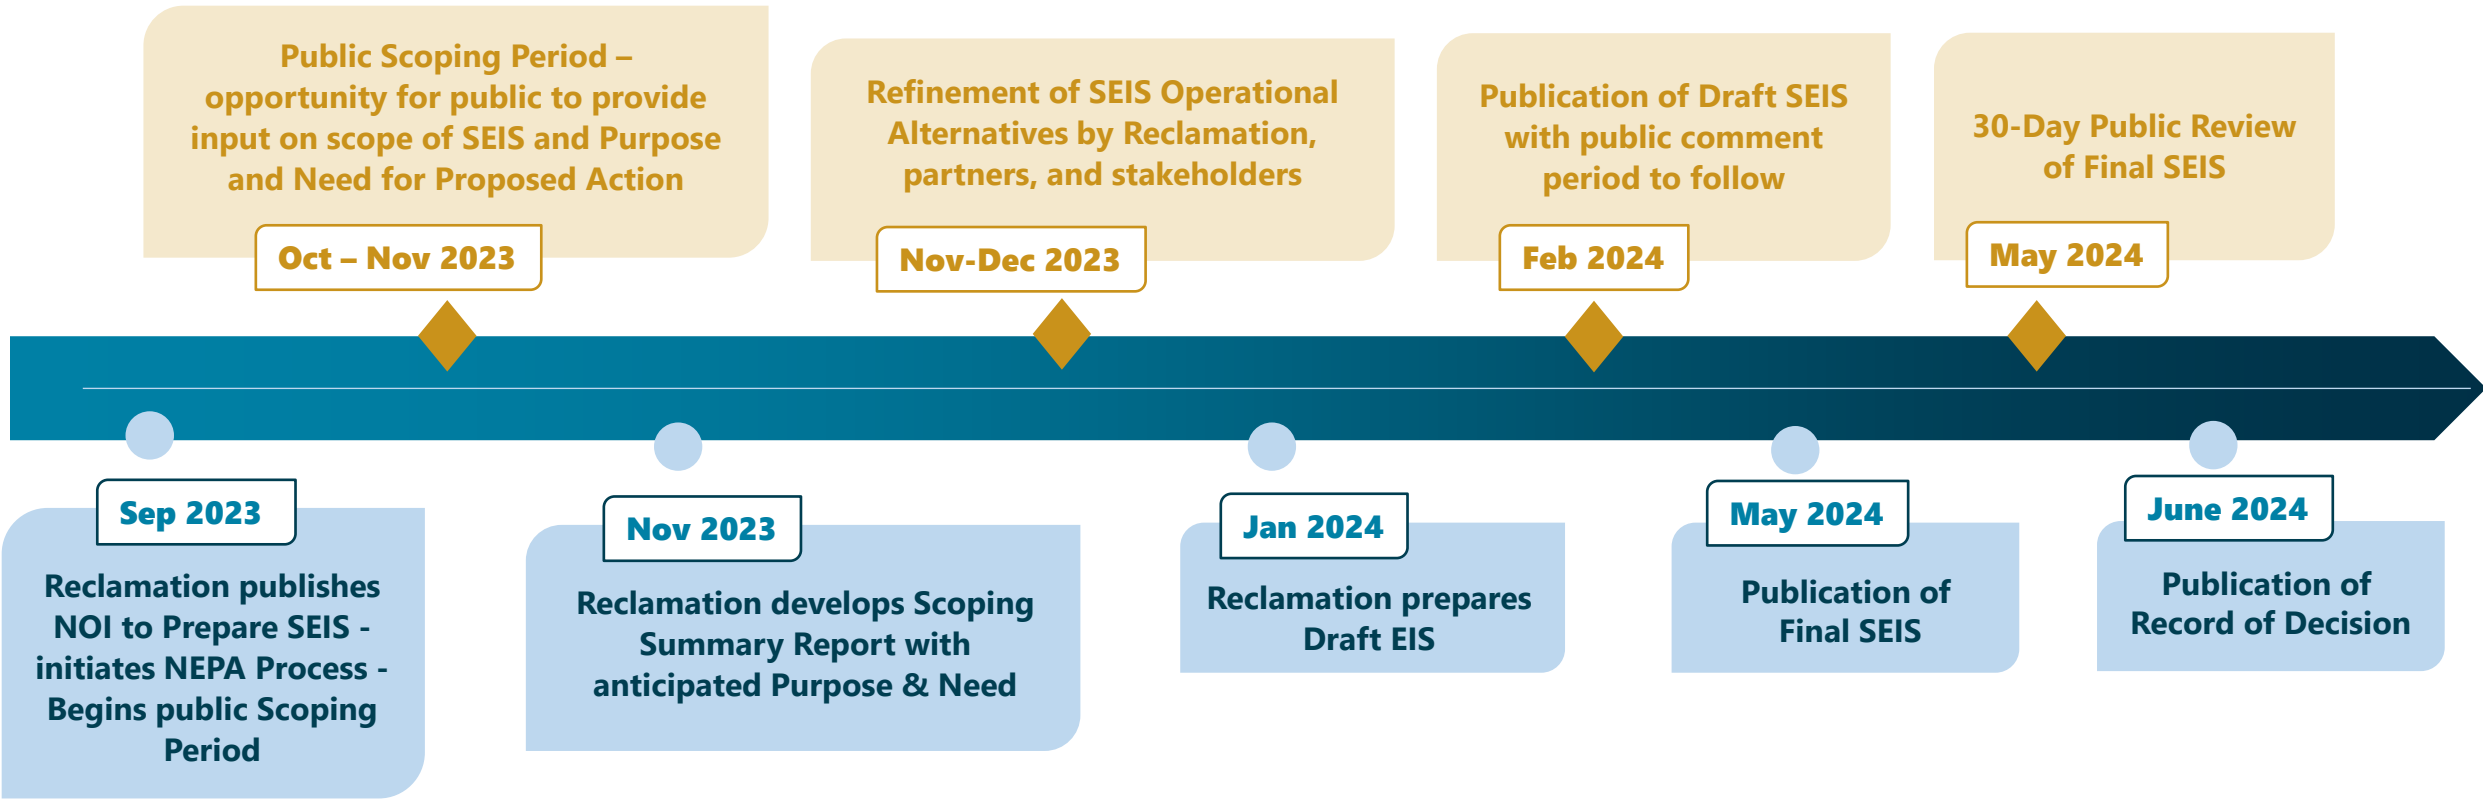 Public Scoping Period –
opportunity for public to provide
input on scope of SEIS and Purpose
and Need for Proposed Action
Oct – Nov 2023
Refinement of SEIS Operational
Alternatives by Reclamation,
partners, and stakeholders
Nov-Dec 2023
Publication of Draft SEIS
with public comment
period to follow
Feb 2024
30-Day Public Review
of Final SEIS
May 2024
Sep 2023
Reclamation publishes
NOI to Prepare SEIS -
initiates NEPA Process -
Begins public Scoping
Period
Nov 2023
Reclamation develops Scoping
Summary Report with
anticipated Purpose & Need
Jan 2024
Reclamation prepares
Draft EIS
May 2024
Publication of
Final SEIS
June 2024
Publication of
Record of Decision